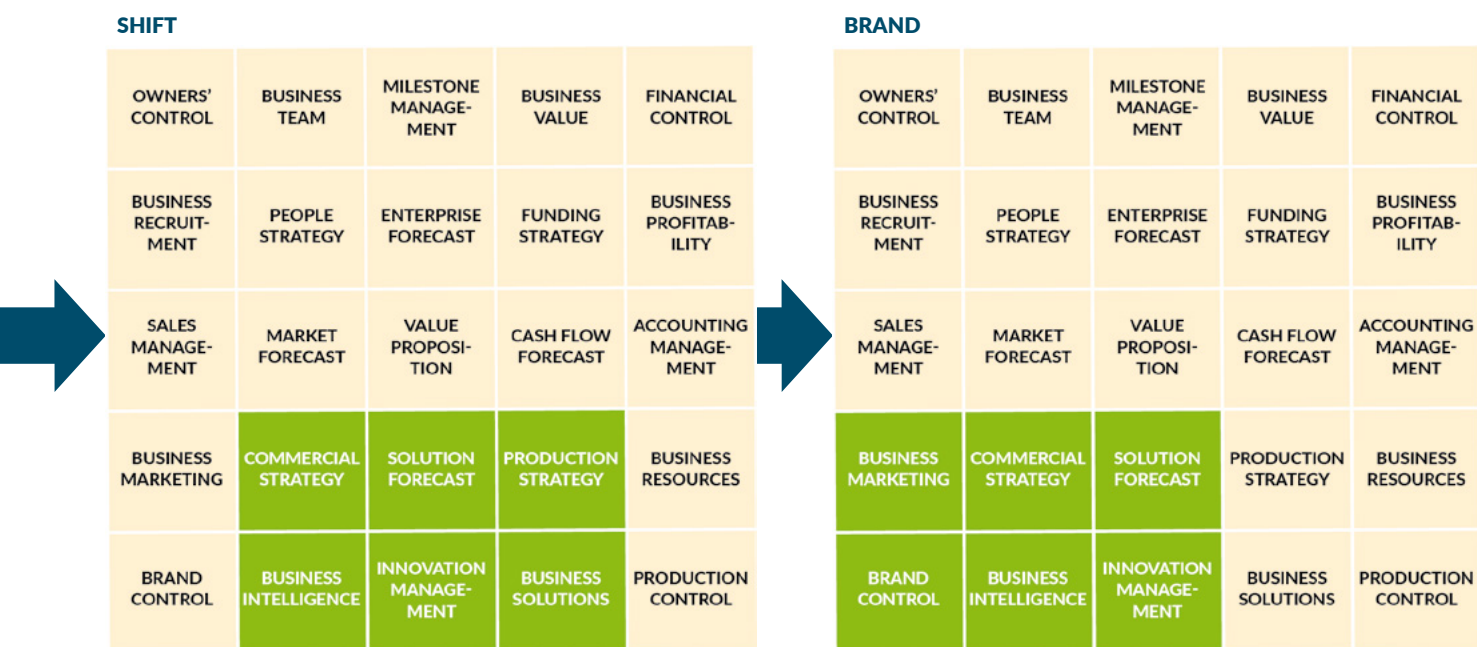 SHIFT
OWNERS'
CONTROL
BUSINESS
TEAM
MILESTONE
MANAGE-
MENT
BUSINESS
VALUE
FINANCIAL
CONTROL
BUSINESS
RECRUIT-
MENT
PEOPLE
STRATEGY
ENTERPRISE
FORECAST
FUNDING
STRATEGY
BUSINESS
PROFITAB-
ILITY
SALES
MANAGE-
MENT
MARKET
FORECAST
VALUE
PROPOSI-
TION
CASH FLOW
FORECAST
ACCOUNTING
MANAGE-
MENT
BUSINESS
MARKETING
COMMERCIAL
STRATEGY
SOLUTION
FORECAST
PRODUCTION
STRATEGY
BUSINESS
RESOURCES
BRAND
CONTROL
BUSINESS
INTELLIGENCE
INNOVATION
MANAGE-
MENT
BUSINESS
SOLUTIONS
PRODUCTION
CONTROL
BRAND
OWNERS'
CONTROL
BUSINESS
TEAM
MILESTONE
MANAGE-
MENT
BUSINESS
VALUE
FINANCIAL
CONTROL
BUSINESS
RECRUIT-
MENT
PEOPLE
STRATEGY
ENTERPRISE
FORECAST
FUNDING
STRATEGY
BUSINESS
PROFITAB-
ILITY
SALES
MANAGE-
MENT
MARKET
FORECAST
VALUE
PROPOSI-
TION
CASH FLOW
FORECAST
ACCOUNTING
MANAGE-
MENT
BUSINESS
MARKETING
COMMERCIAL
STRATEGY
SOLUTION
FORECAST
PRODUCTION
STRATEGY
BUSINESS
RESOURCES
BRAND
CONTROL
BUSINESS
INTELLIGENCE
INNOVATION
MANAGE-
MENT
BUSINESS
SOLUTIONS
PRODUCTION
CONTROL